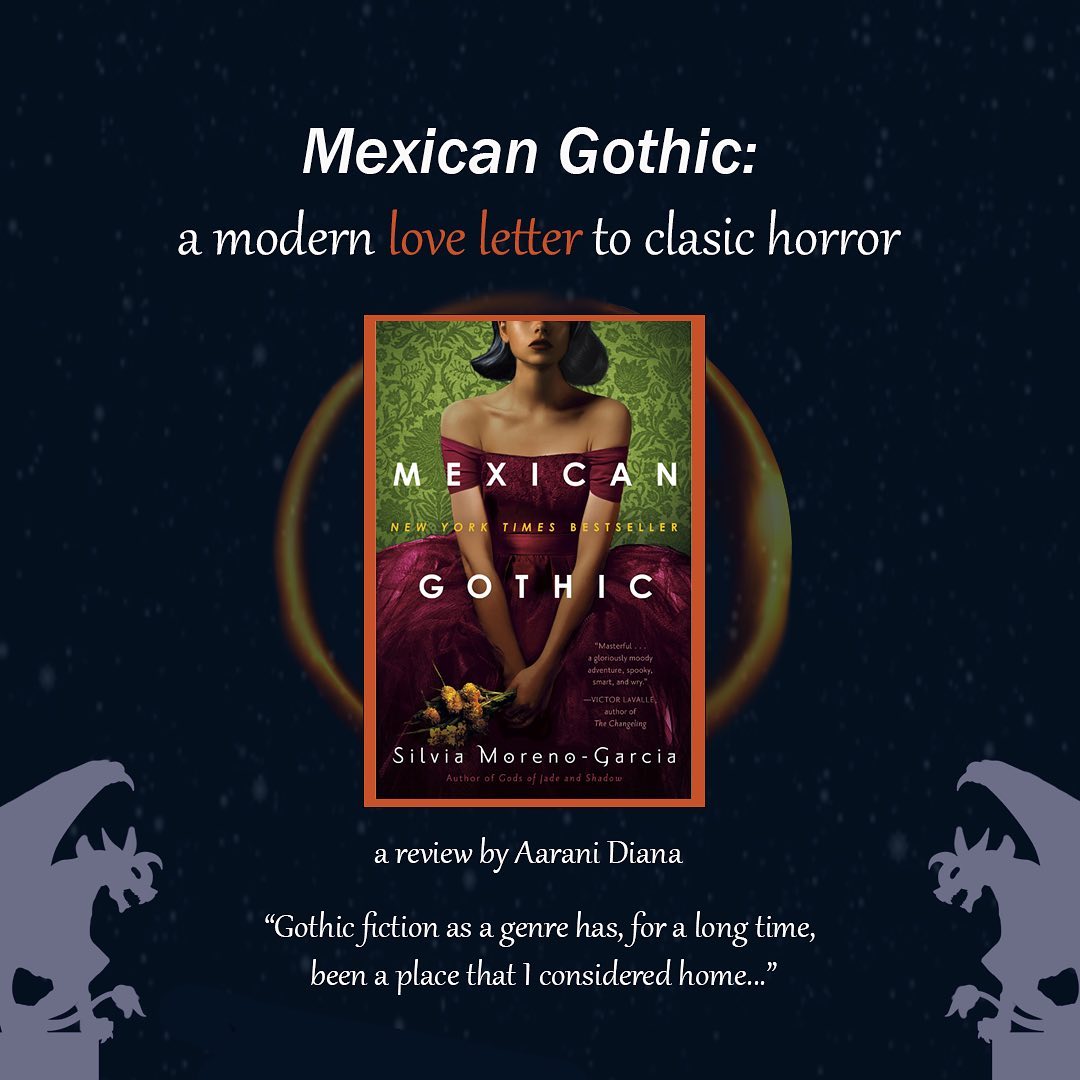 Mexican Gothic:
a modern love letter to clasic horror
MEXICAN
NEW YORK TIMES BESTSELLER
GOTHIC
"Masterful . . .
a gloriously moody
adventure, spooky,
smart, and wry."
—VICTOR LAVALLE,
author of
The Changeling
Silvia Moreno-Garcia
Author of Gods of Jade and Shadow
a review by Aarani Diana
“Gothic fiction as a genre has, for a long time,
been a place that I considered home...”